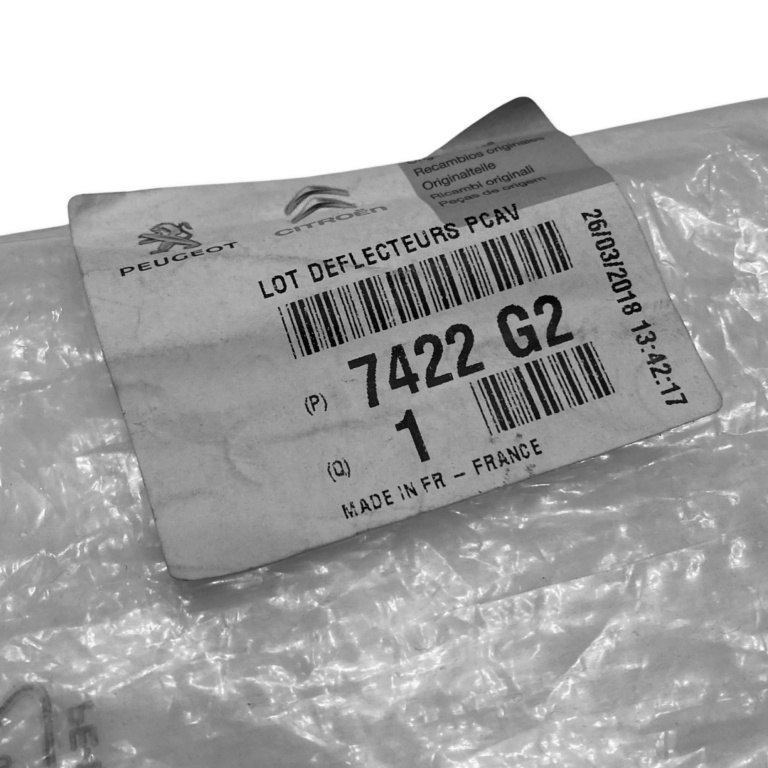 PEUGEOT
CITROËN
Recambios originales
Originalteile
Ricambi originali
Peças de origem
LOT DEFLECTEURS PCAV
26/03/2018 13:42:17
(P) 7422 G2
(Q) 1
MADE IN FR - FRANCE